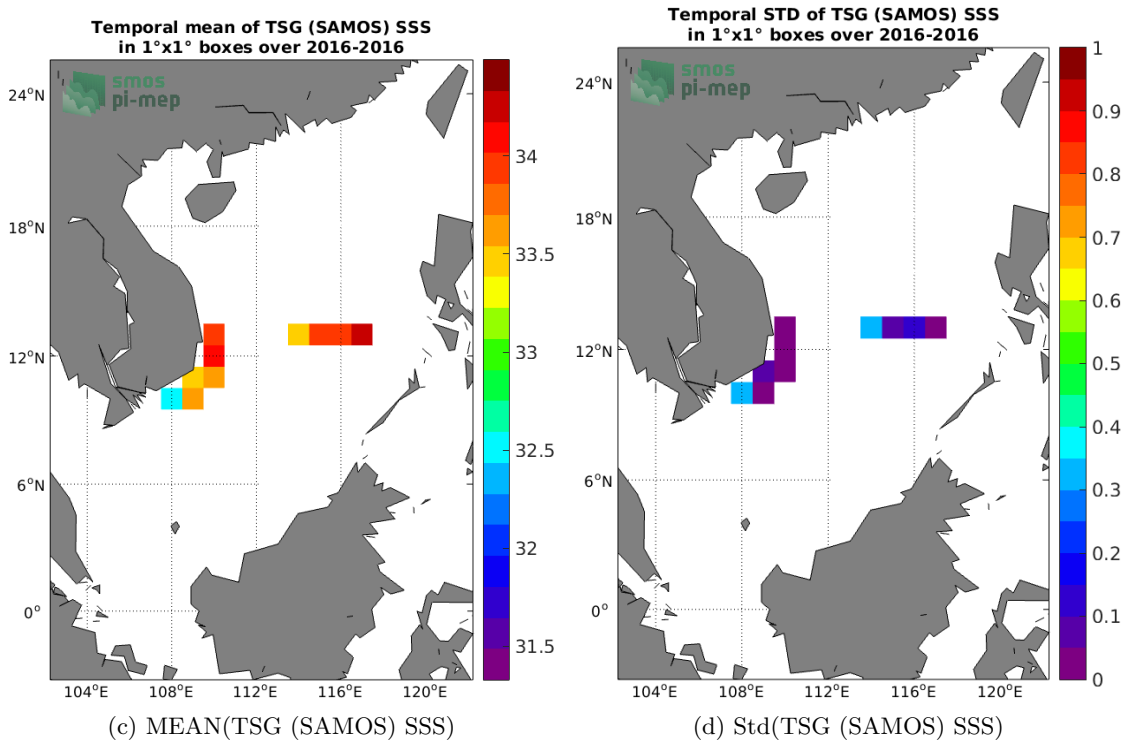 Temporal mean of TSG (SAMOS) SSS
in 1°x1° boxes over 2016-2016
smos
pi-mep
24°N
18°N
12°N
6°N
0°
104°E
108°E
112°E
116°E
120°E
34
33.5
33
32.5
32
31.5
(c) MEAN(TSG (SAMOS) SSS)
Temporal STD of TSG (SAMOS) SSS
in 1°x1° boxes over 2016-2016
smos
pi-mep
24°N
18°N
12°N
6°N
0°
104°E
108°E
112°E
116°E
120°E
1
0.9
0.8
0.7
0.6
0.5
0.4
0.3
0.2
0.1
0
(d) Std(TSG (SAMOS) SSS)